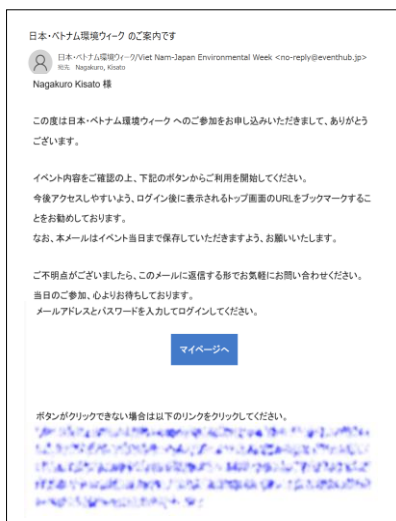 日本・ベトナム環境ウィーク のご案内です
日本・ベトナム環境ウィーク/Viet Nam-Japan Environmental Week <no-reply@eventhub.jp>
宛先 Nagakuro, Kisato
Nagakuro Kisato 様
この度は日本・ベトナム環境ウィーク へのご参加をお申し込みいただきまして、ありがとう
ございます。
イベント内容をご確認の上、下記のボタンからご利用を開始してください。
今後アクセスしやすいよう、ログイン後に表示されるトップ画面のURLをブックマークするこ
とをお勧めしております。
なお、本メールはイベント当日まで保存していただきますよう、お願いいたします。
ご不明点がございましたら、このメールに返信する形でお気軽にお問い合わせください。
当日のご参加、心よりお待ちしております。
メールアドレスとパスワードを入力してログインしてください。
マイページへ
ボタンがクリックできない場合は以下のリンクをクリックしてください。